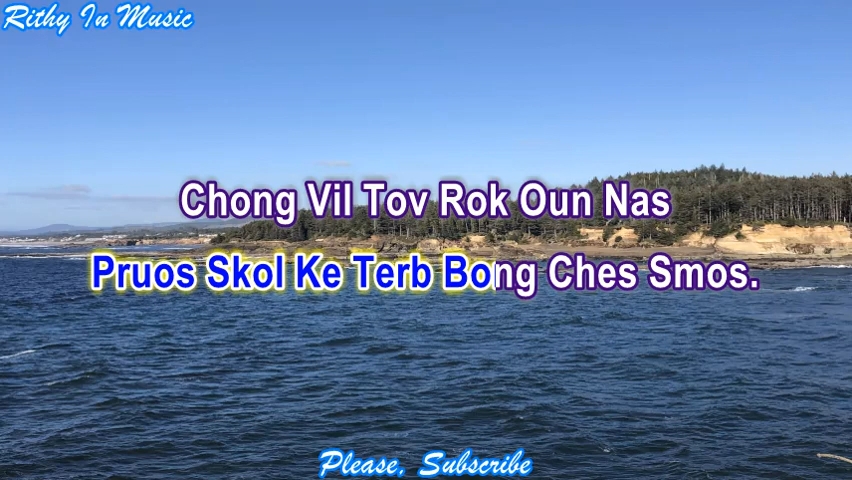 Rithy In Music
Chong Vil Tov Rok Oun Nas
Pruos Skol Ke Terb Bong Ches Smos.
Please, Subscribe